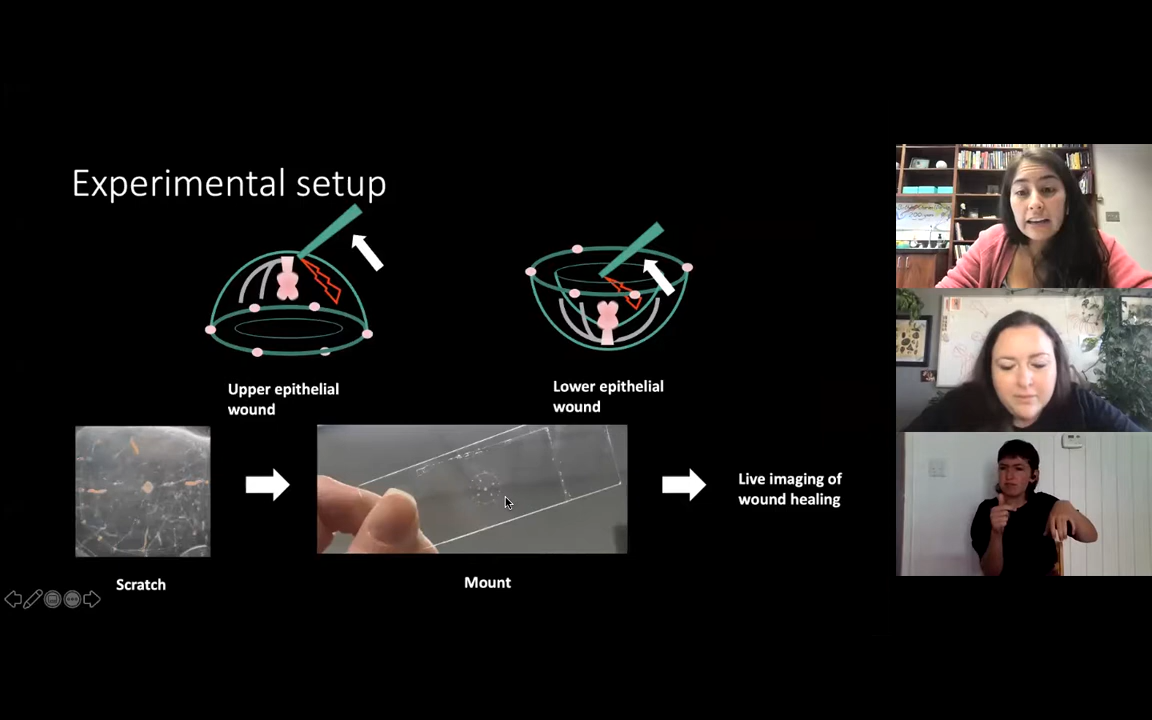 Experimental setup
Upper epithelial
wound
Lower epithelial
wound
Live imaging of
wound healing
Scratch
Mount